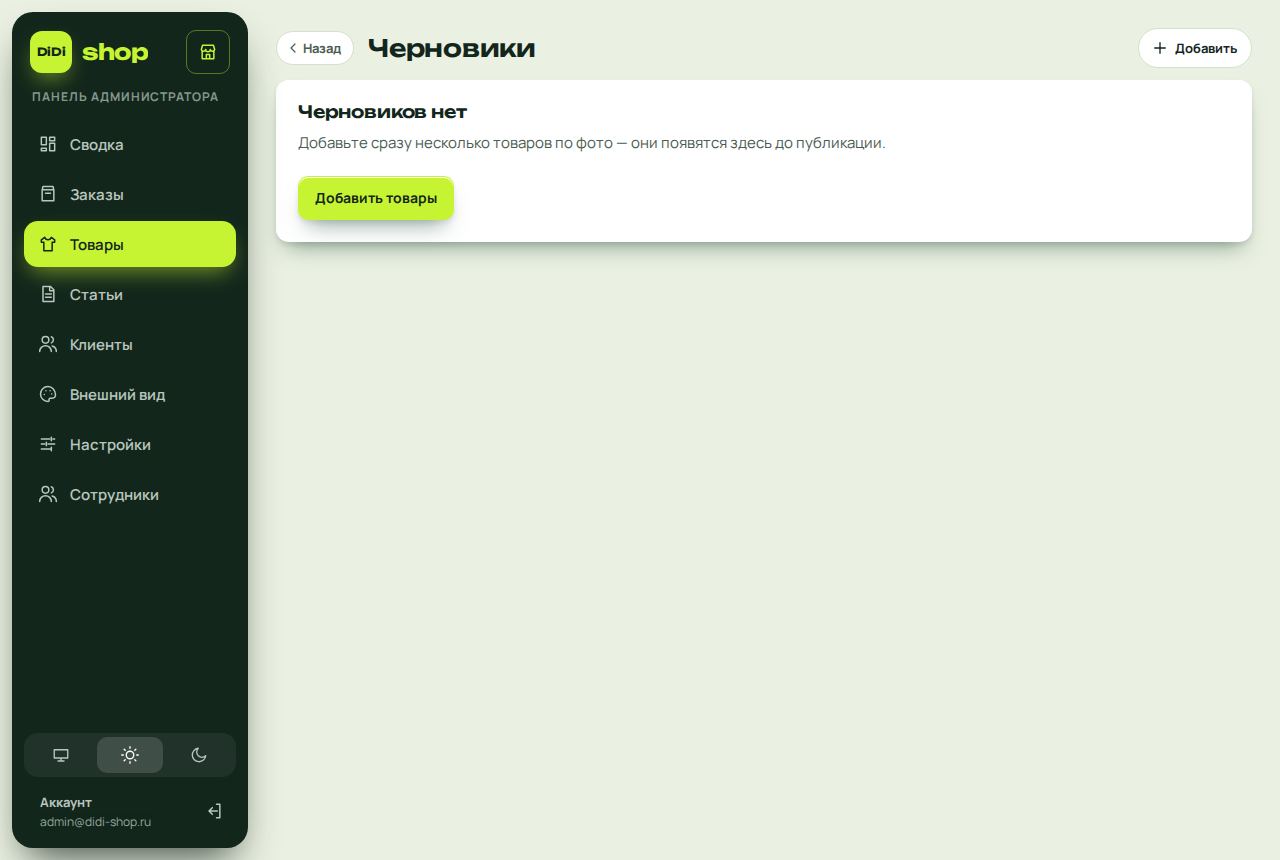 DiDi shop
ПАНЕЛЬ АДМИНИСТРАТОРА
Сводка
Заказы
Товары
Статьи
Клиенты
Внешний вид
Настройки
Сотрудники
Аккаунт
admin@didi-shop.ru
Назад
Черновики
Добавить
Черновиков нет
Добавьте сразу несколько товаров по фото — они появятся здесь до публикации.
Добавить товары